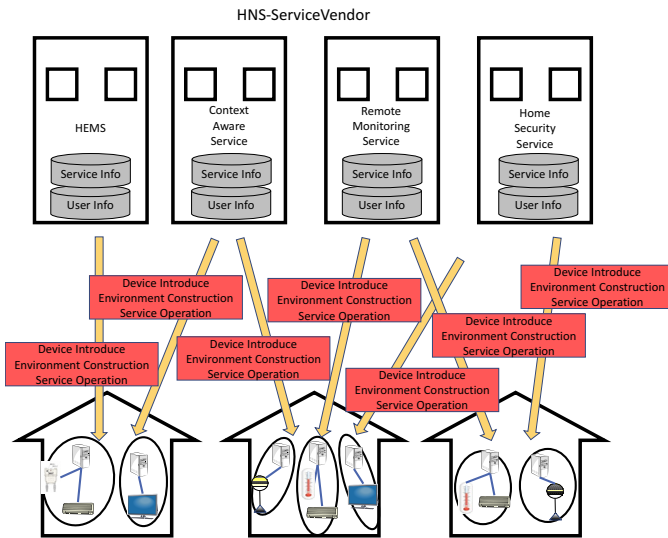 HNS-ServiceVendor
HEMS
Service Info
User Info
Context
Aware
Service
Service Info
User Info
Remote
Monitoring
Service
Service Info
User Info
Home
Security
Service
Service Info
User Info
Device Introduce
Environment Construction
Service Operation
Device Introduce
Environment Construction
Service Operation
Device Introduce
Environment Construction
Service Operation
Device Introduce
Environment Construction
Service Operation
Device Introduce
Environment Construction
Service Operation
Device Introduce
Environment Construction
Service Operation
Device Introduce
Environment Construction
Service Operation